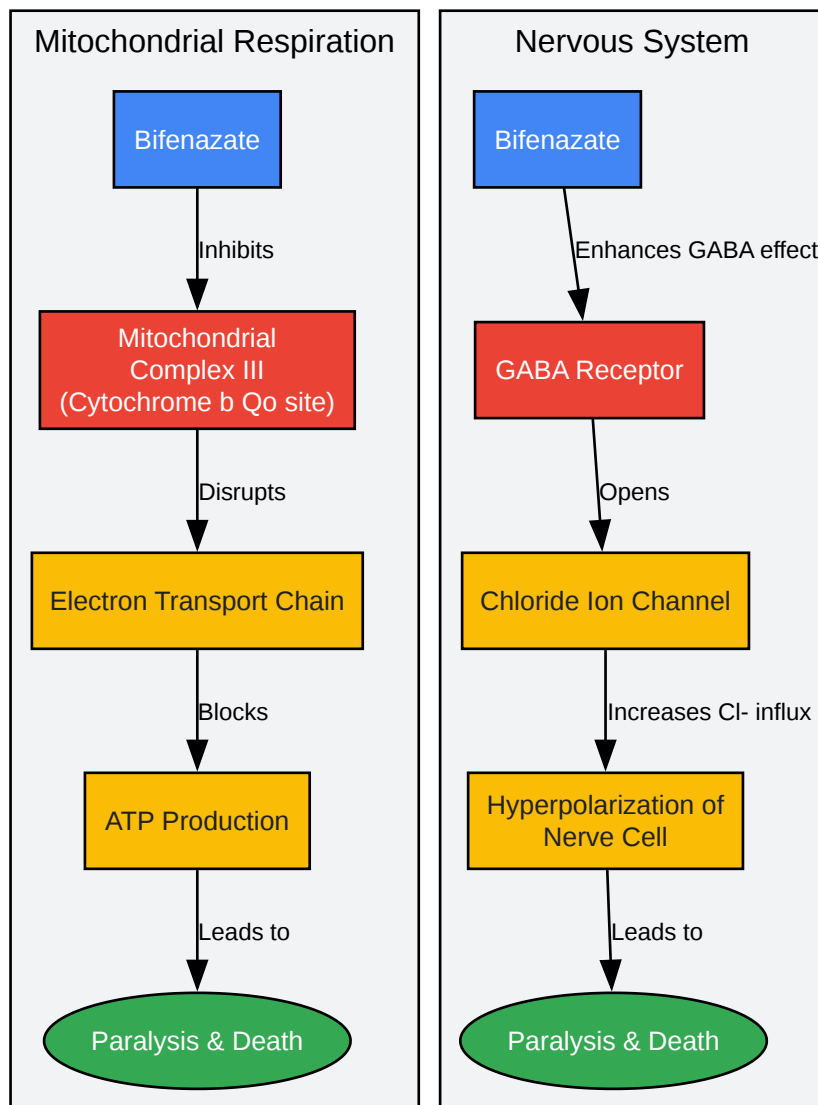 Mitochondrial Respiration
Bifenazate
Inhibits
Mitochondrial
Complex III
(Cytochrome b Qo site)
Disrupts
Electron Transport Chain
Blocks
ATP Production
Leads to
Paralysis & Death
Nervous System
Bifenazate
Enhances GABA effect
GABA Receptor
Opens
Chloride Ion Channel
Increases Cl- influx
Hyperpolarization of
Nerve Cell
Leads to
Paralysis & Death